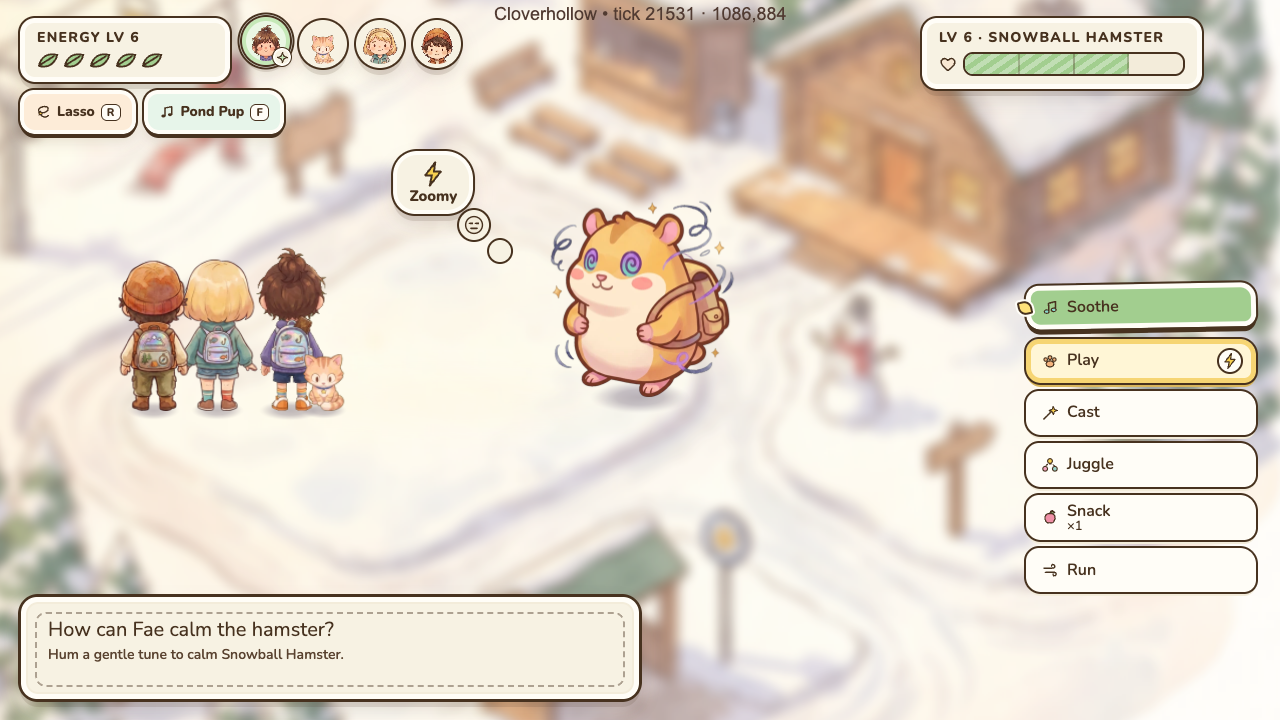 Cloverhollow • tick 21531 · 1086,884
ENERGY LV 6
LV 6 · SNOWBALL HAMSTER
Lasso R
Pond Pup F
Zoomy
Soothe
Play
Cast
Juggle
Snack
×1
Run
How can Fae calm the hamster?
Hum a gentle tune to calm Snowball Hamster.